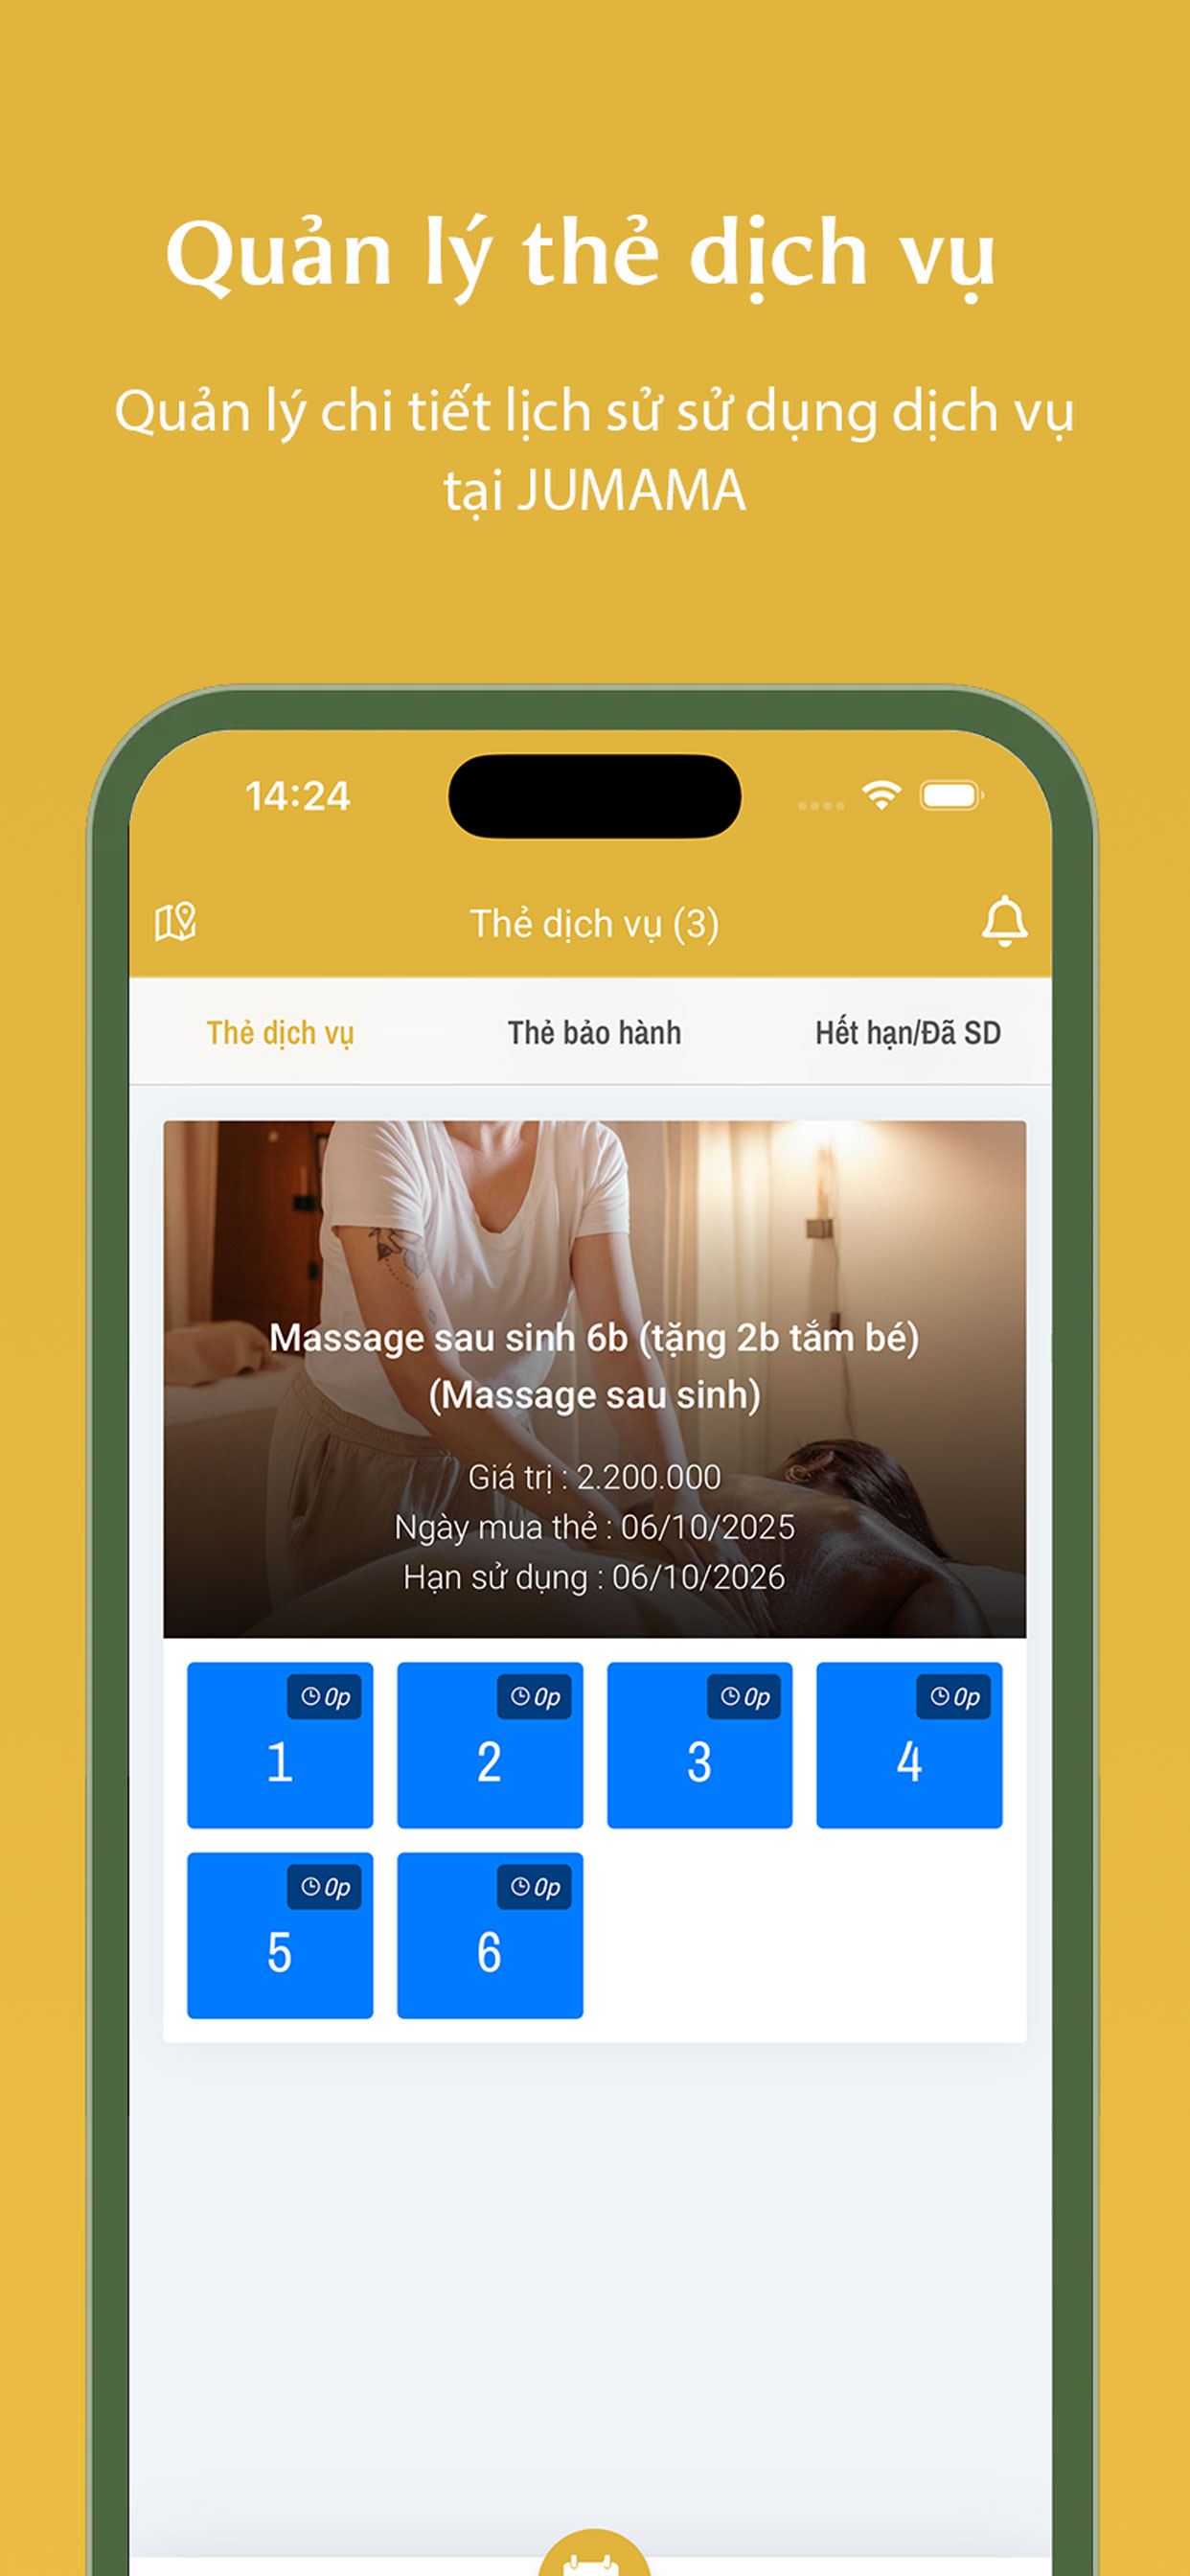 Quản lý thẻ dịch vụ
Quản lý chi tiết lịch sử sử dụng dịch vụ
tại JUMAMA
14:24
Thẻ dịch vụ (3)
Thẻ dịch vụ
Thẻ bảo hành
Hết hạn/Đã SD
Massage sau sinh 6b (tặng 2b tắm bé)
(Massage sau sinh)
Giá trị : 2.200.000
Ngày mua thẻ : 06/10/2025
Hạn sử dụng : 06/10/2026
0p
1
0p
2
0p
3
0p
4
0p
5
0p
6